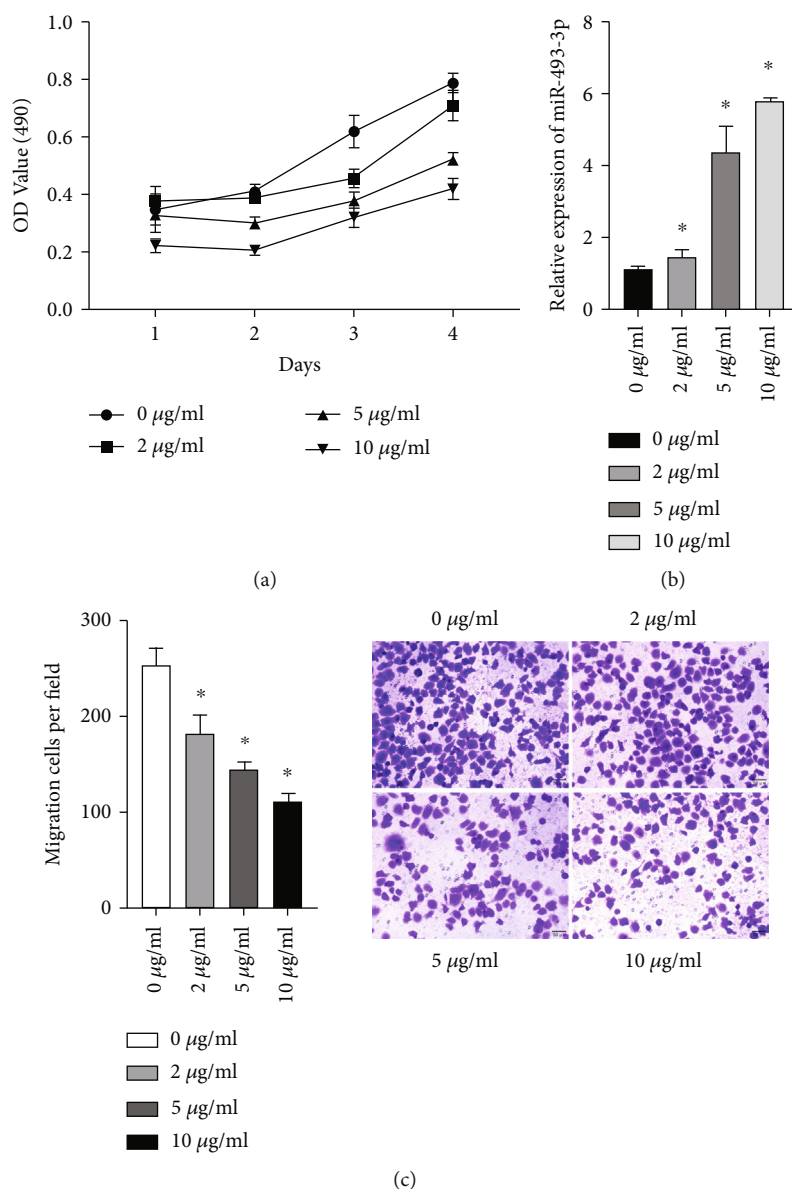 0.0
0.2
0.4
0.6
0.8
1.0
OD Value (490)
1 2 3 4
Days
0 μg/ml
2 μg/ml
5 μg/ml
10 μg/ml
(a)
8
6
4
2
0
Relative expression of miR-493-3p
* * *
0 μg/ml
2 μg/ml
5 μg/ml
10 μg/ml
0 μg/ml
2 μg/ml
5 μg/ml
10 μg/ml
(b)
300
200
100
0
Migration cells per field
* * *
0 μg/ml
2 μg/ml
5 μg/ml
10 μg/ml
0 μg/ml
2 μg/ml
5 μg/ml
10 μg/ml
0 μg/ml 2 μg/ml
5 μg/ml 10 μg/ml
(c)